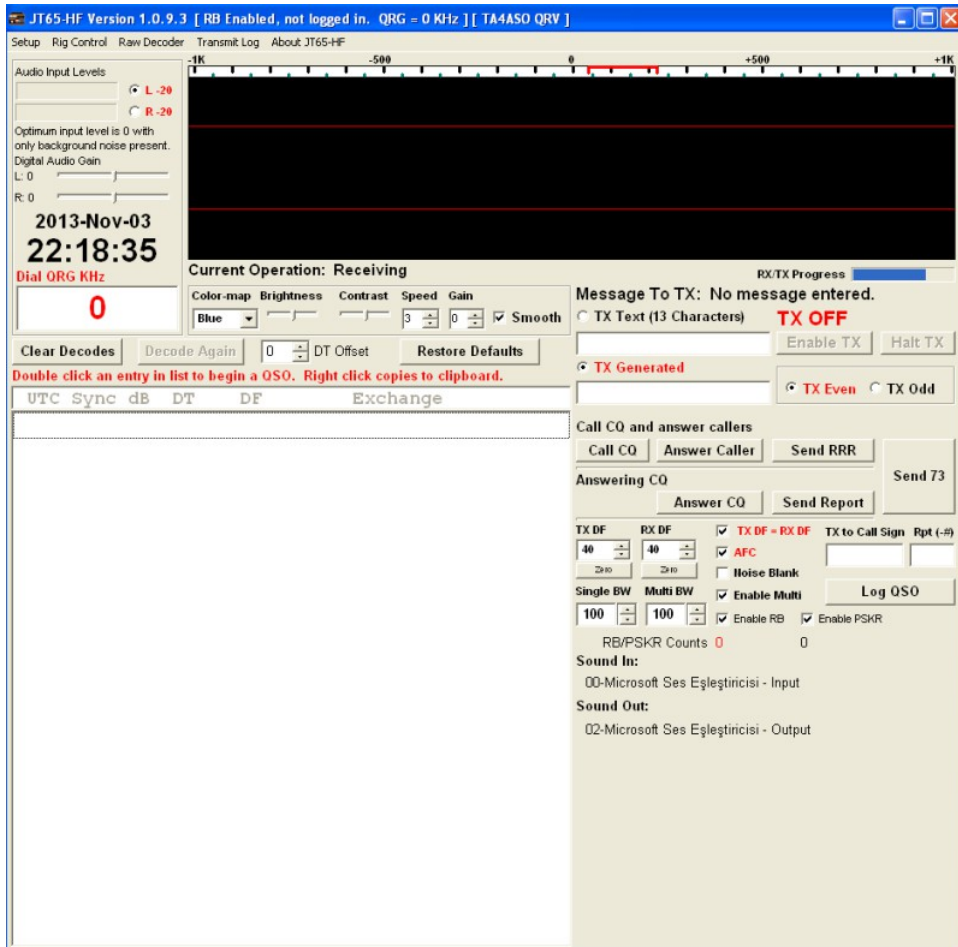 JT65-HF Version 1.0.9.3 [ RB Enabled, not logged in. QRG = 0 KHz ] [ TA4ASO QRV ]
Setup Rig Control Raw Decoder Transmit Log About JT65-HF
-1K -500 0 +500 +1K
Audio Input Levels
L -20
R -20
Optimum input level is 0 with
only background noise present.
Digital Audio Gain
L: 0
R: 0
2013-Nov-03
22:18:35
Dial QRG KHz
0
Current Operation: Receiving
RX/TX Progress
Color-map Brightness Contrast Speed Gain
Blue 3 0 Smooth
Message To TX: No message entered.
TX Text (13 Characters) TX OFF
Enable TX Halt TX
Clear Decodes Decode Again 0 DT Offset Restore Defaults
Double click an entry in list to begin a QSO. Right click copies to clipboard.
TX Generated
TX Even TX Odd
UTC Sync dB DT DF Exchange
Call CQ and answer callers
Call CQ Answer Caller Send RRR
Send 73
Answering CQ
Answer CQ Send Report
TX DF RX DF TX DF = RX DF TX to Call Sign Rpt (-#)
40 40 AFC
Zero Zero Noise Blank
Single BW Multi BW Enable Multi Log QSO
100 100 Enable RB Enable PSKR
RB/PSKR Counts 0 0
Sound In:
00-Microsoft Ses Eşleştiricisi - Input
Sound Out:
02-Microsoft Ses Eşleştiricisi - Output